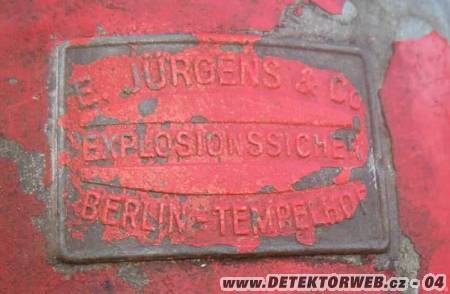 E. JÜRGENS & Co
EXPLOSIONSSICHER
BERLIN-TEMPELHOF
WWW.DETEKTORWEB.cz - 04